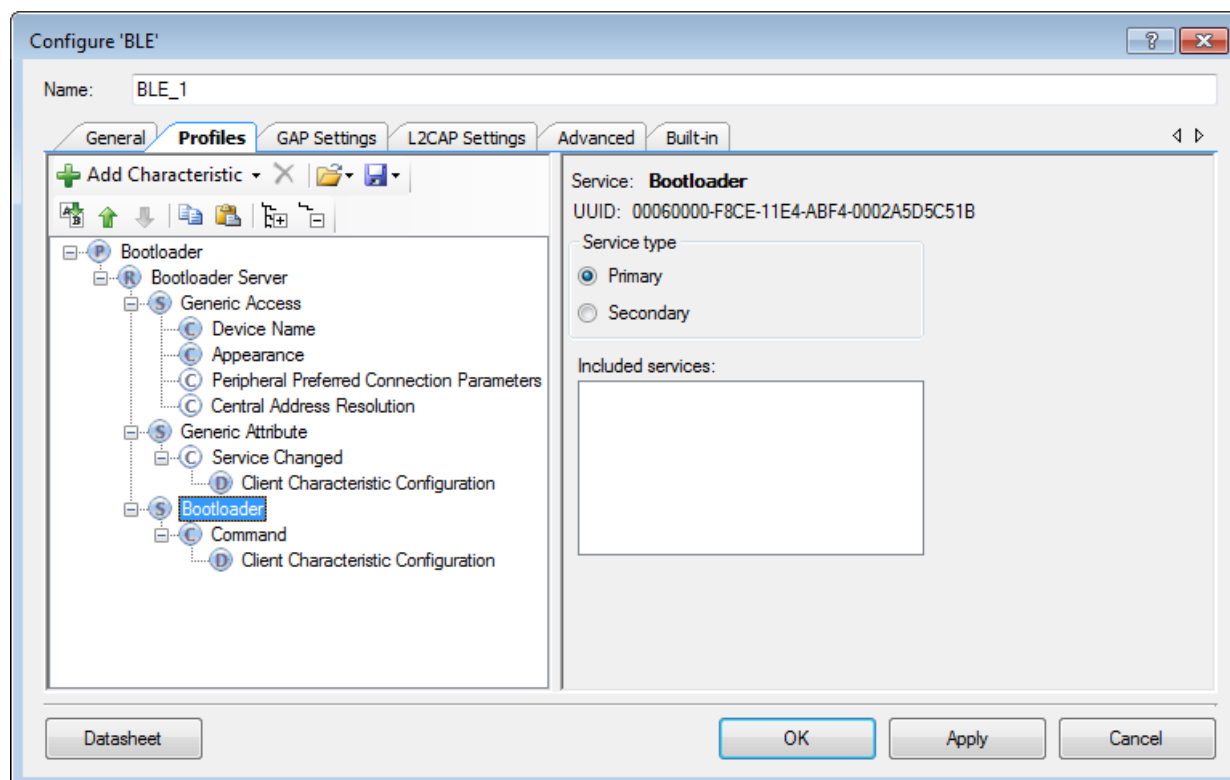 Configure 'BLE'
Name: BLE_1
General Profiles GAP Settings L2CAP Settings Advanced Built-in
Add Characteristic
A B
P Bootloader
R Bootloader Server
S Generic Access
C Device Name
C Appearance
C Peripheral Preferred Connection Parameters
C Central Address Resolution
S Generic Attribute
C Service Changed
D Client Characteristic Configuration
S Bootloader
C Command
D Client Characteristic Configuration
Service: Bootloader
UUID: 00060000-F8CE-11E4-ABF4-0002A5D5C51B
Service type
Primary
Secondary
Included services:
Datasheet OK Apply Cancel